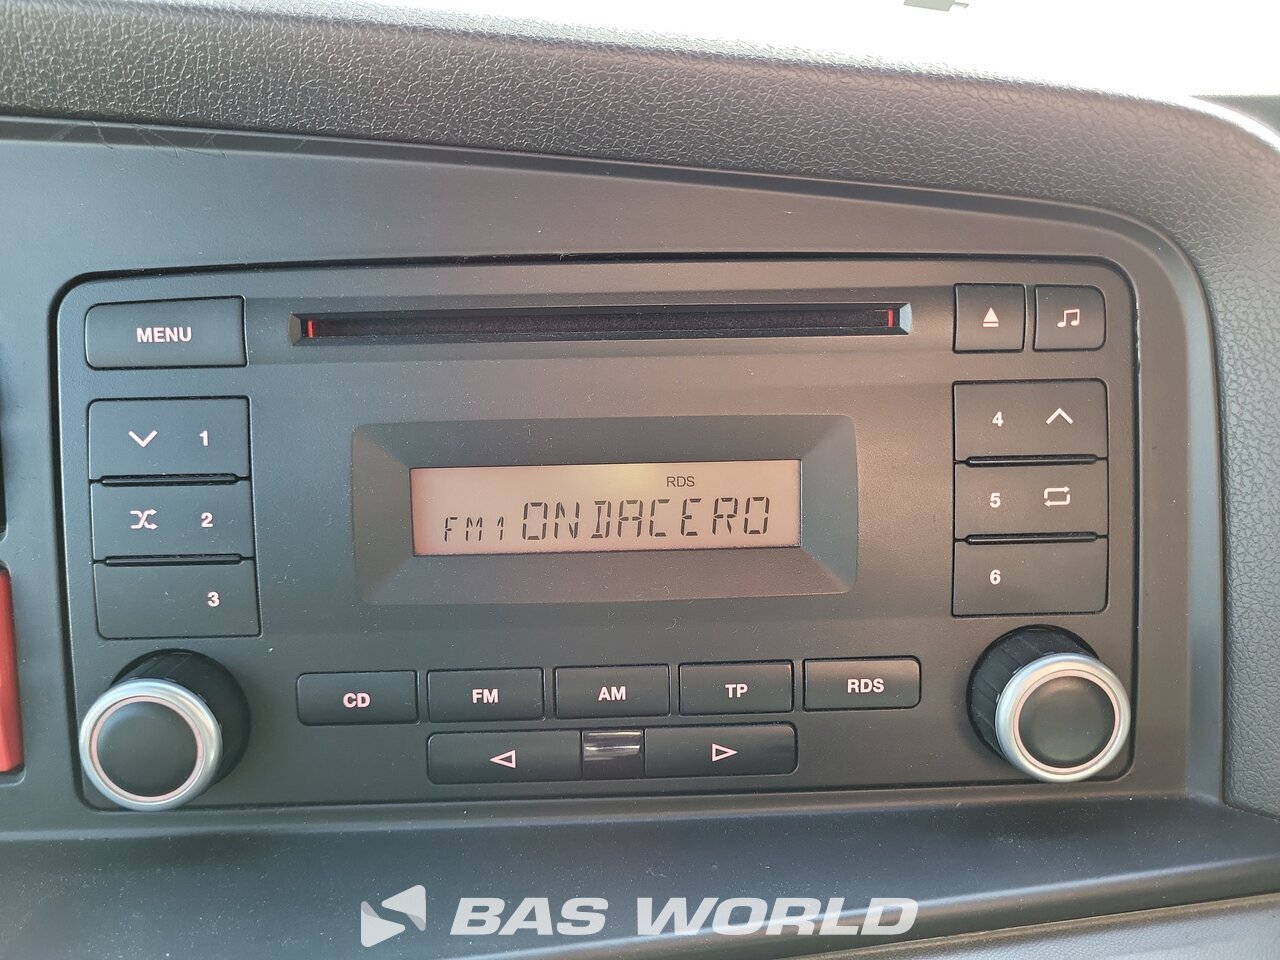 MENU
1
2
3
RDS
FM1 ONDACERO
4
5
6
CD FM AM TP RDS
BAS WORLD